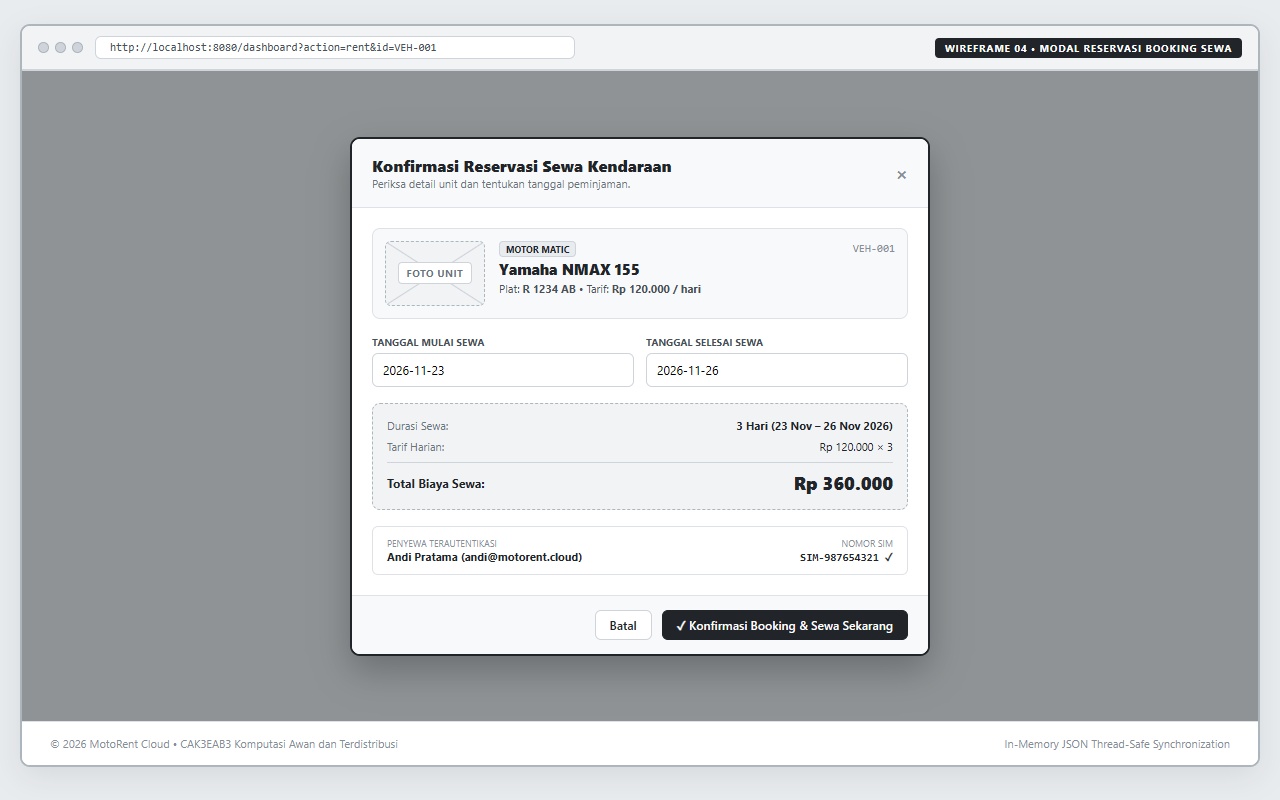 http://localhost:8080/dashboard?action=rent&id=VEH-001
WIREFRAME 04 • MODAL RESERVASI BOOKING SEWA
Konfirmasi Reservasi Sewa Kendaraan
Periksa detail unit dan tentukan tanggal peminjaman.
×
FOTO UNIT
MOTOR MATIC
VEH-001
Yamaha NMAX 155
Plat: R 1234 AB • Tarif: Rp 120.000 / hari
TANGGAL MULAI SEWA
TANGGAL SELESAI SEWA
2026-11-23
2026-11-26
Durasi Sewa:
3 Hari (23 Nov – 26 Nov 2026)
Tarif Harian:
Rp 120.000 × 3
Total Biaya Sewa:
Rp 360.000
PENYEWA TERAUTENTIKASI
NOMOR SIM
Andi Pratama (andi@motorent.cloud)
SIM-987654321 ✓
Batal
✓ Konfirmasi Booking & Sewa Sekarang
© 2026 MotoRent Cloud • CAK3EAB3 Komputasi Awan dan Terdistribusi
In-Memory JSON Thread-Safe Synchronization